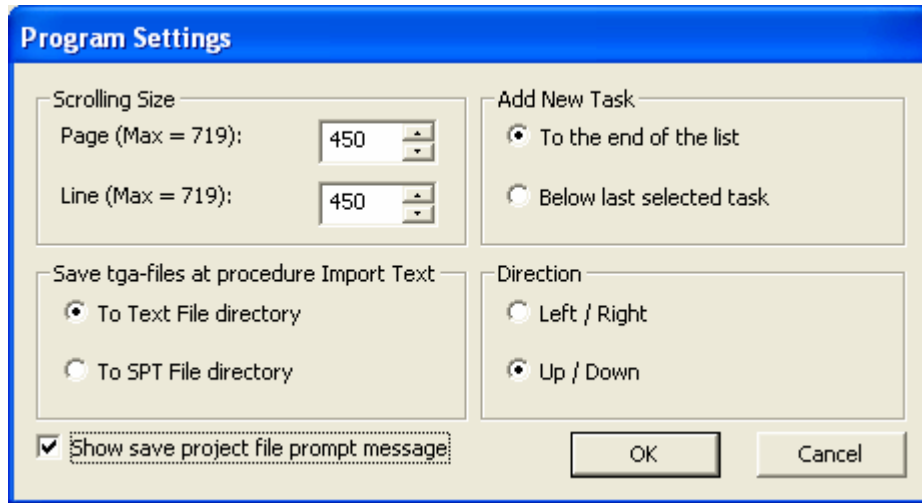 Program Settings
Scrolling Size
Page (Max = 719):
450
Line (Max = 719):
450
Add New Task
To the end of the list
Below last selected task
Save tga-files at procedure Import Text
To Text File directory
To SPT File directory
Direction
Left / Right
Up / Down
Show save project file prompt message
OK
Cancel